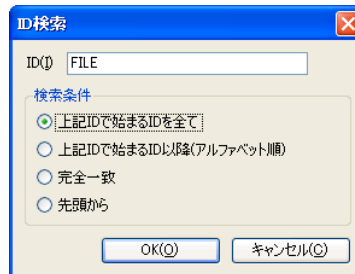 ID検索
ID(I) FILE
検索条件
上記IDで始まるIDを全て
上記IDで始まるID以降(アルファベット順)
完全一致
先頭から
OK(O) キャンセル(C)